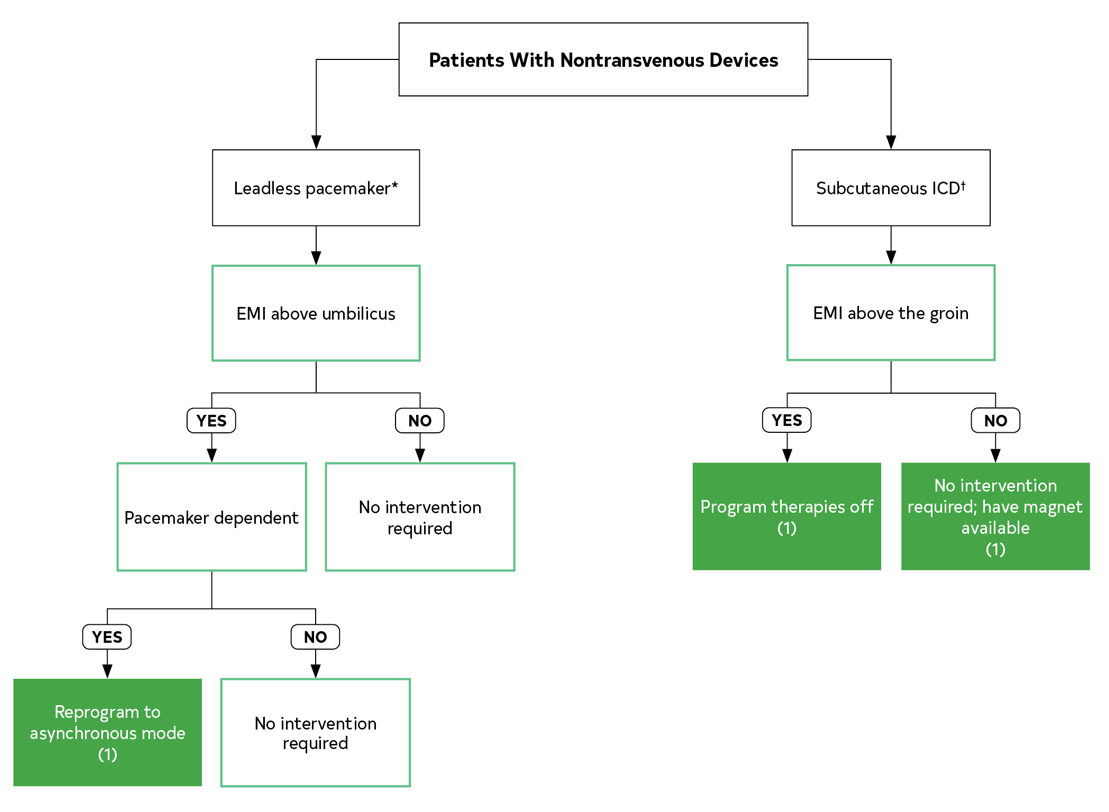 Patients With Nontransvenous Devices
Leadless pacemaker*
Subcutaneous ICD†
EMI above umbilicus
EMI above the groin
YES
NO
YES
NO
Pacemaker dependent
No intervention
required
Program therapies off
(1)
No intervention
required; have magnet
available
(1)
YES
NO
Reprogram to
asynchronous mode
(1)
No intervention
required